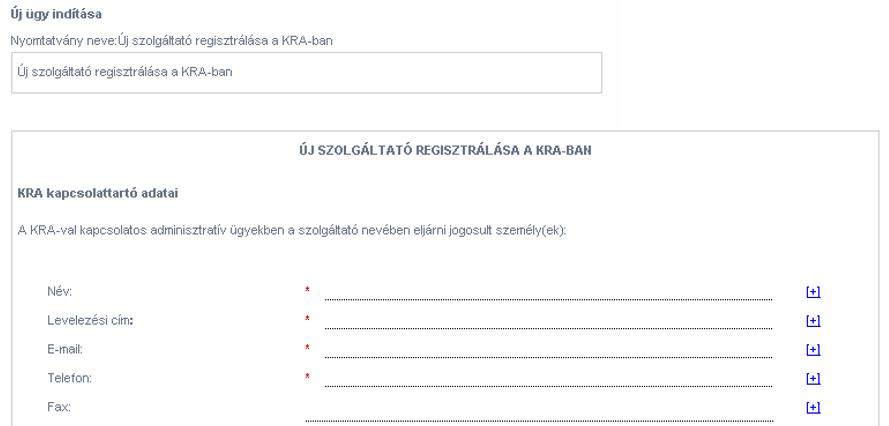 Új ügy indítása
Nyomtatvány neve:Új szolgáltató regisztrálása a KRA-ban
Új szolgáltató regisztrálása a KRA-ban
ÚJ SZOLGÁLTATÓ REGISZTRÁLÁSA A KRA-BAN
KRA kapcsolattartó adatai
A KRA-val kapcsolatos adminisztratív ügyekben a szolgáltató nevében eljárni jogosult személy(ek):
Név: * [+]
Levelezési cím: * [+]
E-mail: * [+]
Telefon: * [+]
Fax: [+]